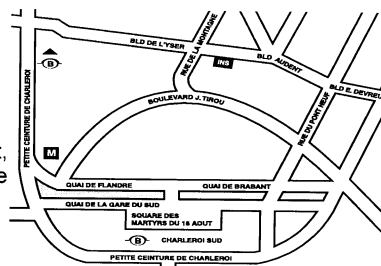 BLD DE L'YSER
RUE DE LA MONTAGNE
INS
BLD AUDENT
BLD E. DEVREU
B
PETITE CEINTURE DE CHARLEROI
BOULEVARD J. TIROU
RUE DU PONT NEUF
M
QUAI DE FLANDRE
QUAI DE BRABANT
QUAI DE LA GARE DU SUD
SQUARE DES
MARTYRS DU 18 AOUT
B CHARLEROI SUD
PETITE CEINTURE DE CHARLEROI
e